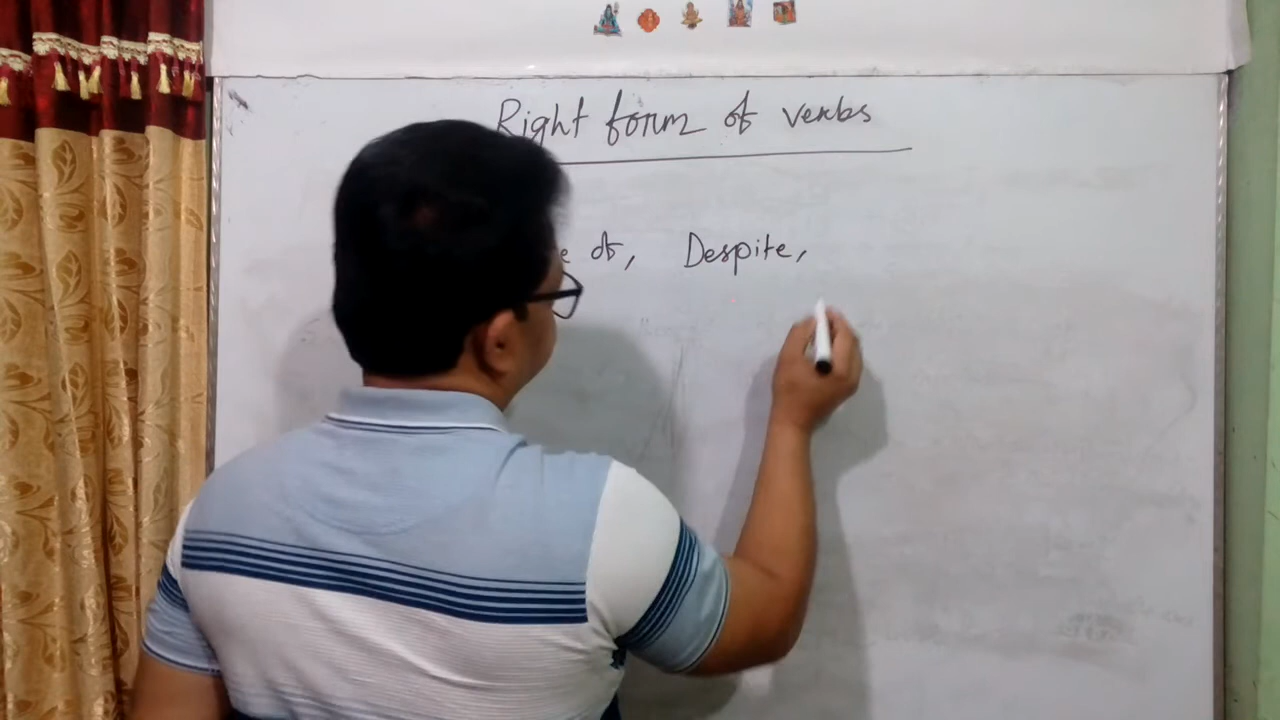 Right form of verbs
of, Despite,